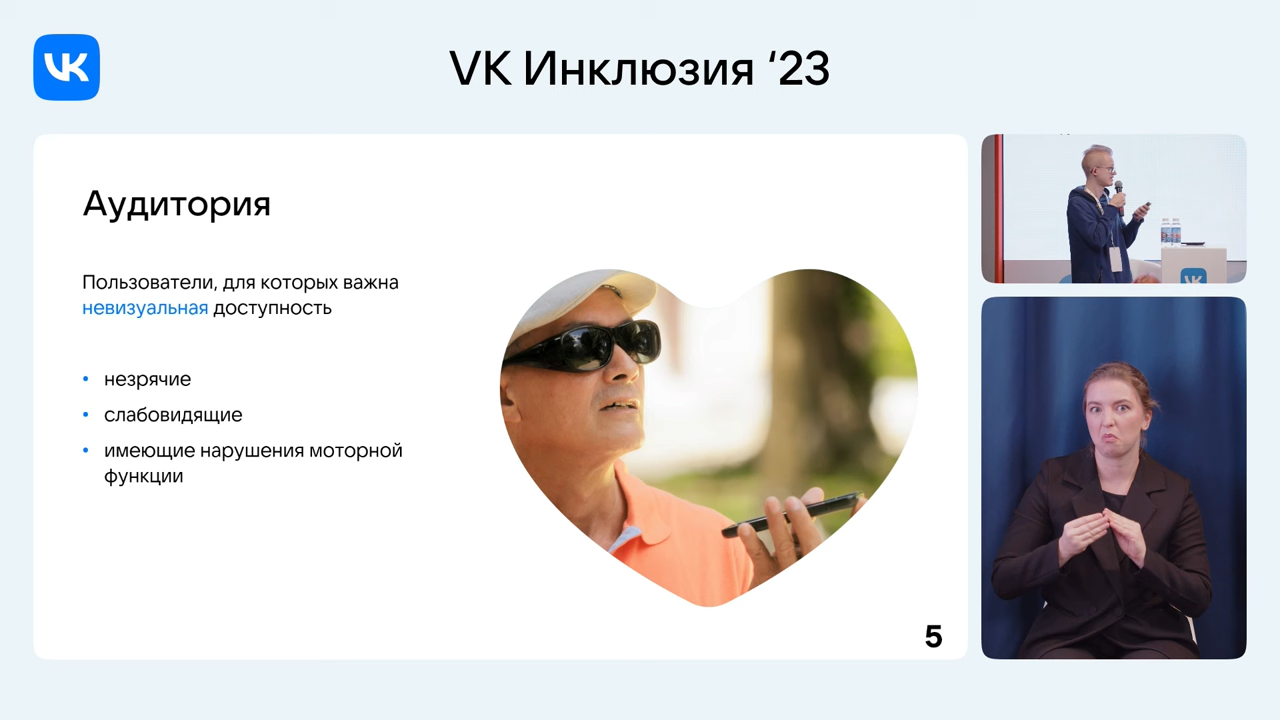 VK Инклюзия ‘23
Аудитория
Пользователи, для которых важна
невизуальная доступность
• незрячие
• слабовидящие
• имеющие нарушения моторной
функции
5